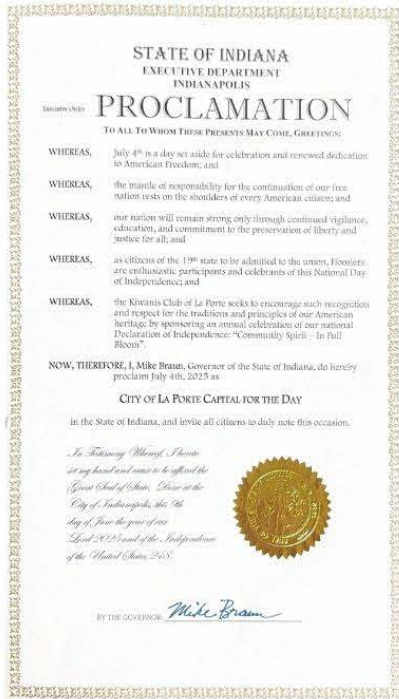 STATE OF INDIANA
EXECUTIVE DEPARTMENT
INDIANAPOLIS
Executive Order
PROCLAMATION
TO ALL TO WHOM THESE PRESENTS MAY COME, GREETINGS:
WHEREAS, July 4th is a day set aside for celebration and renewed dedication
to American Freedom; and
WHEREAS, the mantle of responsibility for the continuation of our free
nation rests on the shoulders of every American citizen; and
WHEREAS, our nation will remain strong only through continued vigilance,
education, and commitment to the preservation of liberty and
justice for all; and
WHEREAS, as citizens of the 19th state to be admitted to the union, Hoosiers
are enthusiastic participants and celebrants of this National Day
of Independence; and
WHEREAS, the Kiwanis Club of La Porte seeks to encourage such recognition
and respect for the traditions and principles of our American
heritage by sponsoring an annual celebration of our national
Declaration of Independence: "Community Spirit – In Full
Bloom".
NOW, THEREFORE, I, Mike Braun, Governor of the State of Indiana, do hereby
proclaim July 4th, 2025 as
CITY OF LA PORTE CAPITAL FOR THE DAY
in the State of Indiana, and invite all citizens to duly note this occasion.
In Testimony Whereof, I hereto
set my hand and cause to be affixed the
Great Seal of State. Done at the
City of Indianapolis, this 9th
day of June the year of our
Lord 2025 and of the Independence
of the United States, 248
BY THE GOVERNOR: Mike Braun